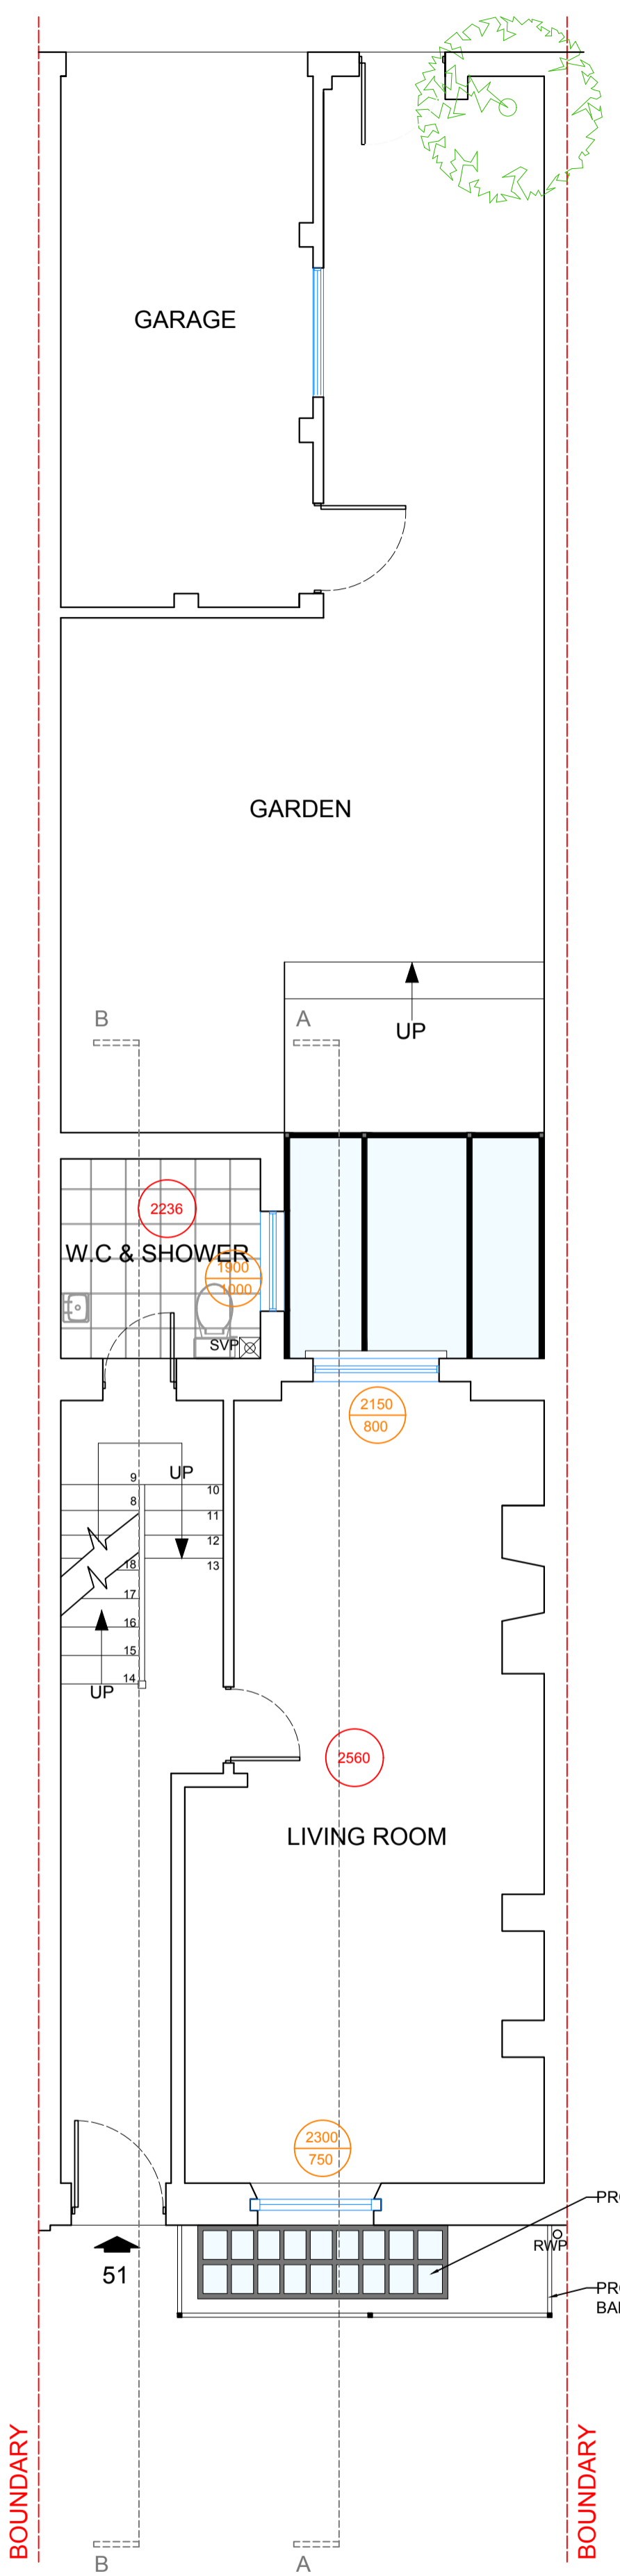 GARAGE
GARDEN
B
A
UP
2236
W.C & SHOWER
1900
1000
SVP
2150
800
9
UP
10
8
11
12
18
13
17
16
15
14
UP
2560
LIVING ROOM
2300
750
RWP
51
BOUNDARY
BOUNDARY
B
A